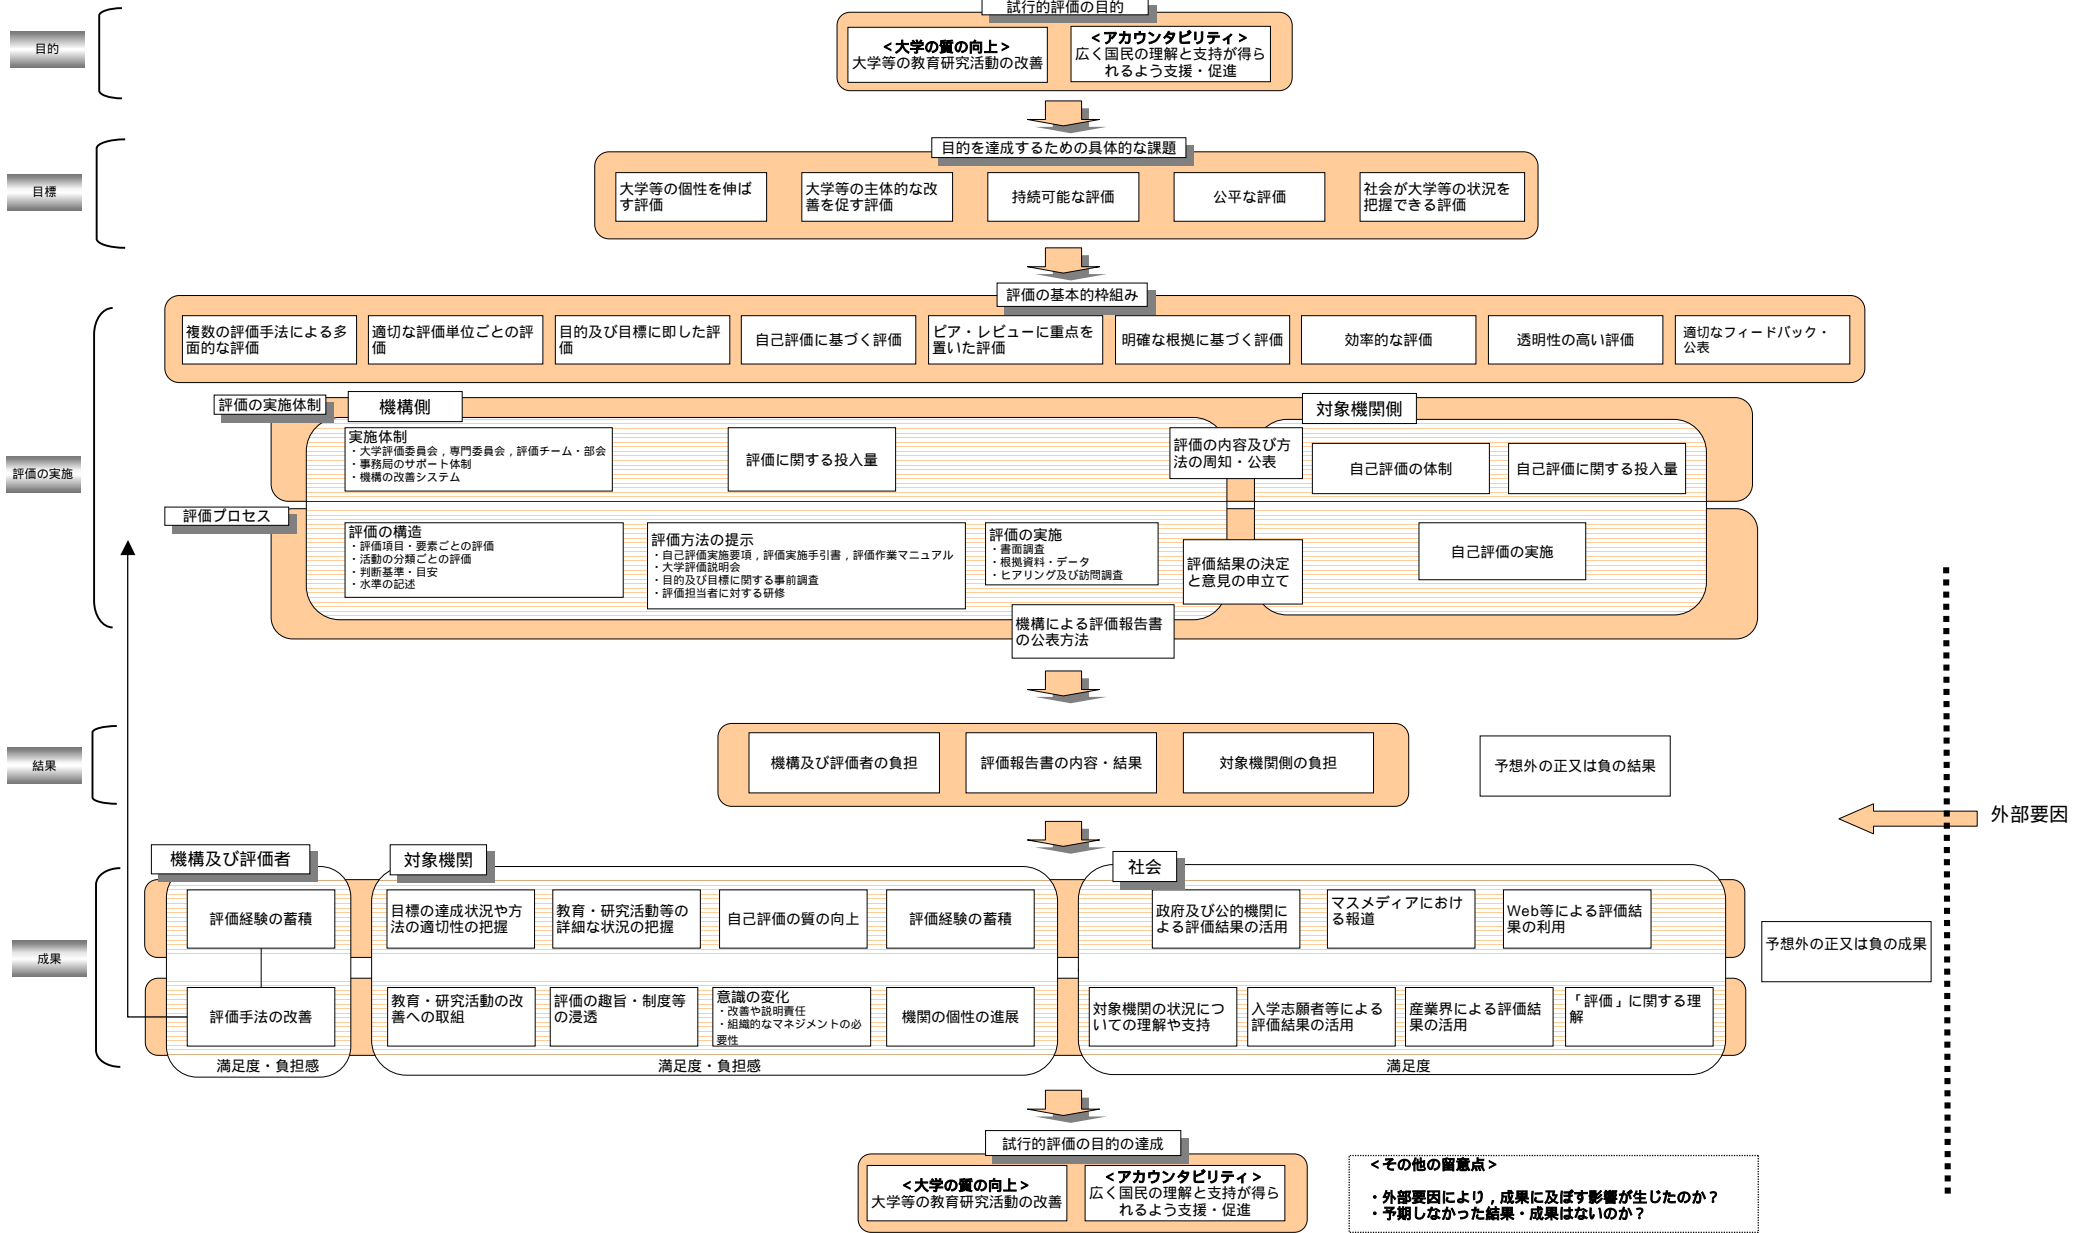 試行的評価の目的
目的
＜大学の質の向上＞
大学等の教育研究活動の改善
＜アカウンタビリティ＞
広く国民の理解と支持が得ら
れるよう支援・促進
目的を達成するための具体的な課題
目標
大学等の個性を伸ば
す評価
大学等の主体的な改
善を促す評価
持続可能な評価
公平な評価
社会が大学等の状況を
把握できる評価
評価の基本的枠組み
複数の評価手法による多
面的な評価
適切な評価単位ごとの評
価
目的及び目標に即した評
価
自己評価に基づく評価
ピア・レビューに重点を
置いた評価
明確な根拠に基づく評価
効率的な評価
透明性の高い評価
適切なフィードバック・
公表
評価の実施
評価の実施体制
機構側
対象機関側
実施体制
・大学評価委員会，専門委員会，評価チーム・部会
・事務局のサポート体制
・機構の改善システム
評価に関する投入量
評価の内容及び方
法の周知・公表
自己評価の体制
自己評価に関する投入量
評価プロセス
評価の構造
・評価項目・要素ごとの評価
・活動の分類ごとの評価
・判断基準・目安
・水準の記述
評価方法の提示
・自己評価実施要項，評価実施手引書，評価作業マニュアル
・大学評価説明会
・目的及び目標に関する事前調査
・評価担当者に対する研修
評価の実施
・書面調査
・根拠資料・データ
・ヒアリング及び訪問調査
評価結果の決定
と意見の申立て
自己評価の実施
機構による評価報告書
の公表方法
結果
機構及び評価者の負担
評価報告書の内容・結果
対象機関側の負担
予想外の正又は負の結果
外部要因
成果
機構及び評価者
対象機関
社会
評価経験の蓄積
目標の達成状況や方
法の適切性の把握
教育・研究活動等の
詳細な状況の把握
自己評価の質の向上
評価経験の蓄積
政府及び公的機関に
よる評価結果の活用
マスメディアにおけ
る報道
Web等による評価結
果の利用
予想外の正又は負の成果
評価手法の改善
教育・研究活動の改
善への取組
評価の趣旨・制度等
の浸透
意識の変化
・改善や説明責任
・組織的なマネジメントの必
要性
機関の個性の進展
対象機関の状況につ
いての理解や支持
入学志願者等による
評価結果の活用
産業界による評価結
果の活用
「評価」に関する理
解
満足度・負担感
満足度・負担感
満足度
試行的評価の目的の達成
＜大学の質の向上＞
大学等の教育研究活動の改善
＜アカウンタビリティ＞
広く国民の理解と支持が得ら
れるよう支援・促進
＜その他の留意点＞
・外部要因により，成果に及ぼす影響が生じたのか？
・予期しなかった結果・成果はないのか？